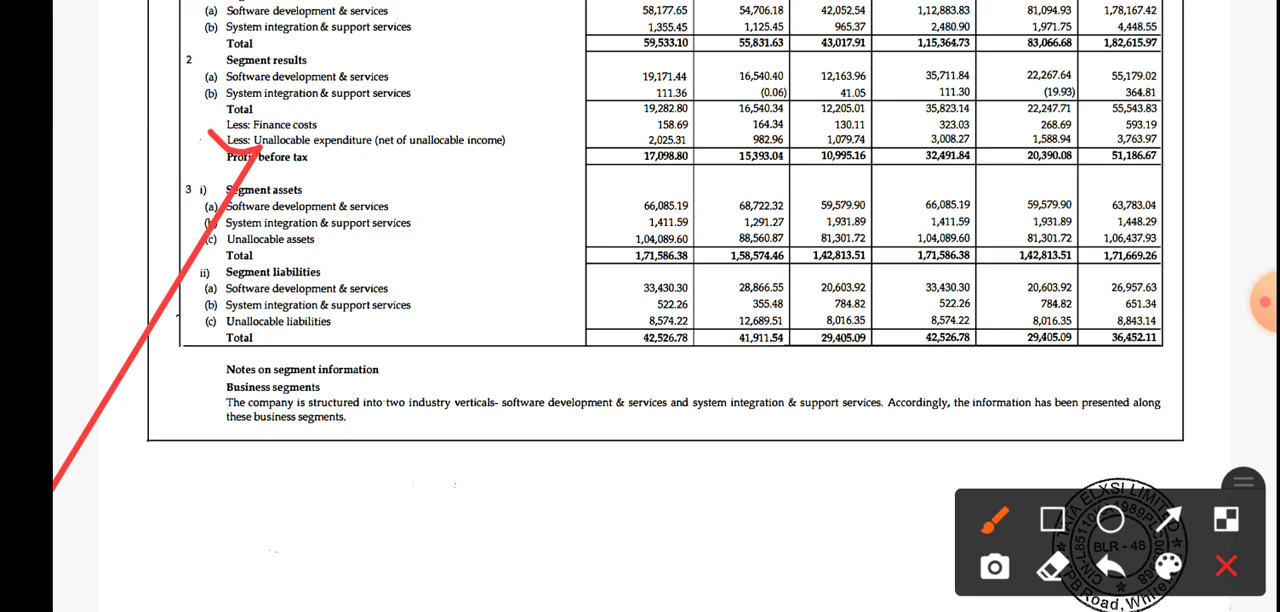 (a) Software development & services 58,177.65 54,706.18 42,052.54 1,12,883.83 81,094.93 1,78,167.42
(b) System integration & support services 1,355.45 1,125.45 965.37 2,480.90 1,971.75 4,448.55
Total 59,533.10 55,831.63 43,017.91 1,15,364.73 83,066.68 1,82,615.97
2 Segment results
(a) Software development & services 19,171.44 16,540.40 12,163.96 35,711.84 22,267.64 55,179.02
(b) System integration & support services 111.36 (0.06) 41.05 111.30 (19.93) 364.81
Total 19,282.80 16,540.34 12,205.01 35,823.14 22,247.71 55,543.83
Less: Finance costs 158.69 164.34 130.11 323.03 268.69 593.19
Less: Unallocable expenditure (net of unallocable income) 2,025.31 982.96 1,079.74 3,008.27 1,588.94 3,763.97
Profit before tax 17,098.80 15,393.04 10,995.16 32,491.84 20,390.08 51,186.67
3 i) Segment assets
(a) Software development & services 66,085.19 68,722.32 59,579.90 66,085.19 59,579.90 63,783.04
(b) System integration & support services 1,411.59 1,291.27 1,931.89 1,411.59 1,931.89 1,448.29
(c) Unallocable assets 1,04,089.60 88,560.87 81,301.72 1,04,089.60 81,301.72 1,06,437.93
Total 1,71,586.38 1,58,574.46 1,42,813.51 1,71,586.38 1,42,813.51 1,71,669.26
ii) Segment liabilities
(a) Software development & services 33,430.30 28,866.55 20,603.92 33,430.30 20,603.92 26,957.63
(b) System integration & support services 522.26 355.48 784.82 522.26 784.82 651.34
(c) Unallocable liabilities 8,574.22 12,689.51 8,016.35 8,574.22 8,016.35 8,843.14
Total 42,526.78 41,911.54 29,405.09 42,526.78 29,405.09 36,452.11
Notes on segment information
Business segments
The company is structured into two industry verticals- software development & services and system integration & support services. Accordingly, the information has been presented along
these business segments.
TATA ELXSI LIMITED
BLR - 48
Road,